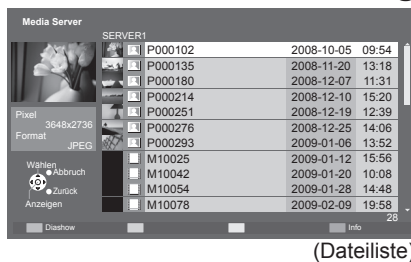 Media Server
SERVER1
P000102 2008-10-05 09:54
P000135 2008-11-20 13:18
P000180 2008-12-07 11:31
P000214 2008-12-10 15:20
P000251 2008-12-19 12:39
P000276 2008-12-25 14:06
P000293 2009-01-06 13:52
M10025 2009-01-12 15:56
M10042 2009-01-20 10:08
M10054 2009-01-28 14:48
M10078 2009-02-09 19:58
28
Pixel
3648x2736
Format
JPEG
Wählen
Abbruch
Zurück
Anzeigen
Diashow Info
(Dateiliste)